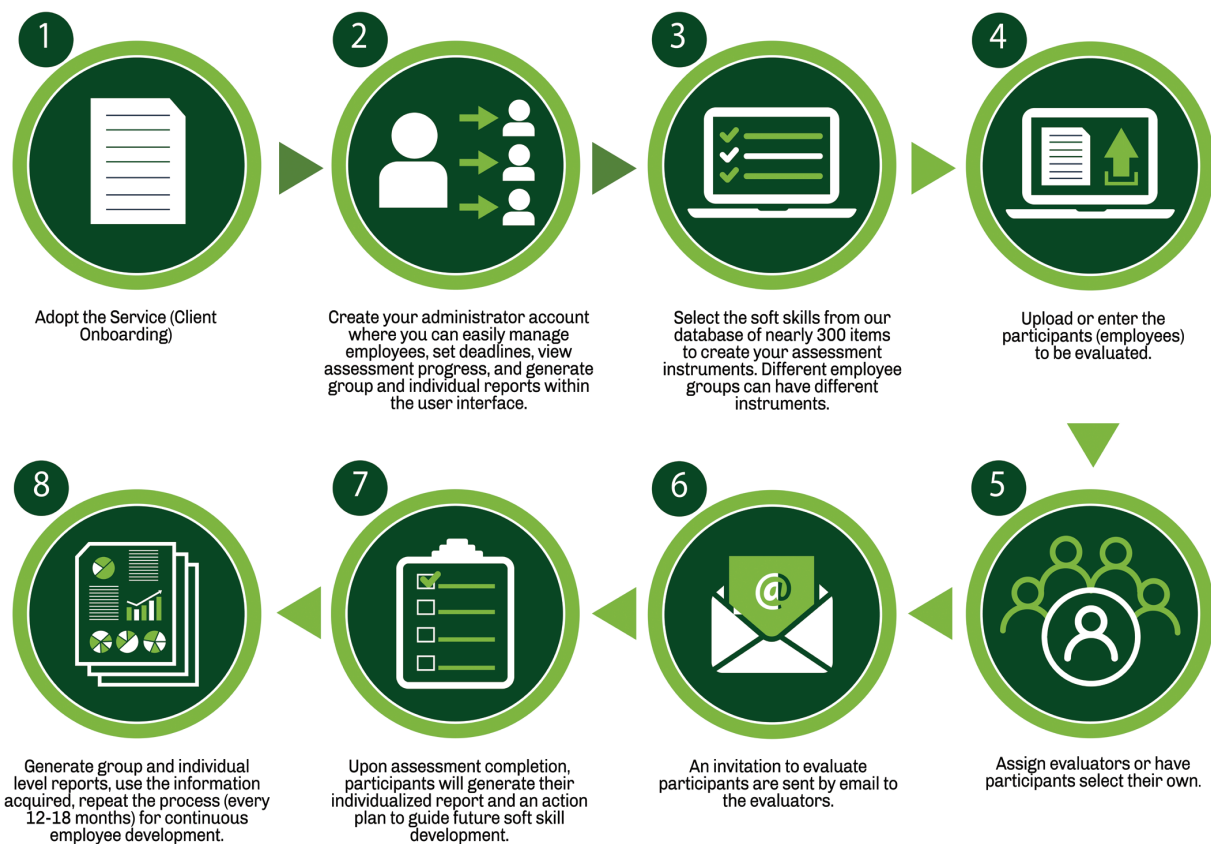 1
Adopt the Service (Client
Onboarding)
2
Create your administrator account
where you can easily manage
employees, set deadlines, view
assessment progress, and generate
group and individual reports within
the user interface.
3
Select the soft skills from our
database of nearly 300 items
to create your assessment
instruments. Different employee
groups can have different
instruments.
4
Upload or enter the
participants (employees)
to be evaluated.
5
Assign evaluators or have
participants select their own.
6
@
An invitation to evaluate
participants are sent by email to
the evaluators.
7
Upon assessment completion,
participants will generate their
individualized report and an action
plan to guide future soft skill
development.
8
Generate group and individual
level reports, use the information
acquired, repeat the process (every
12-18 months) for continuous
employee development.